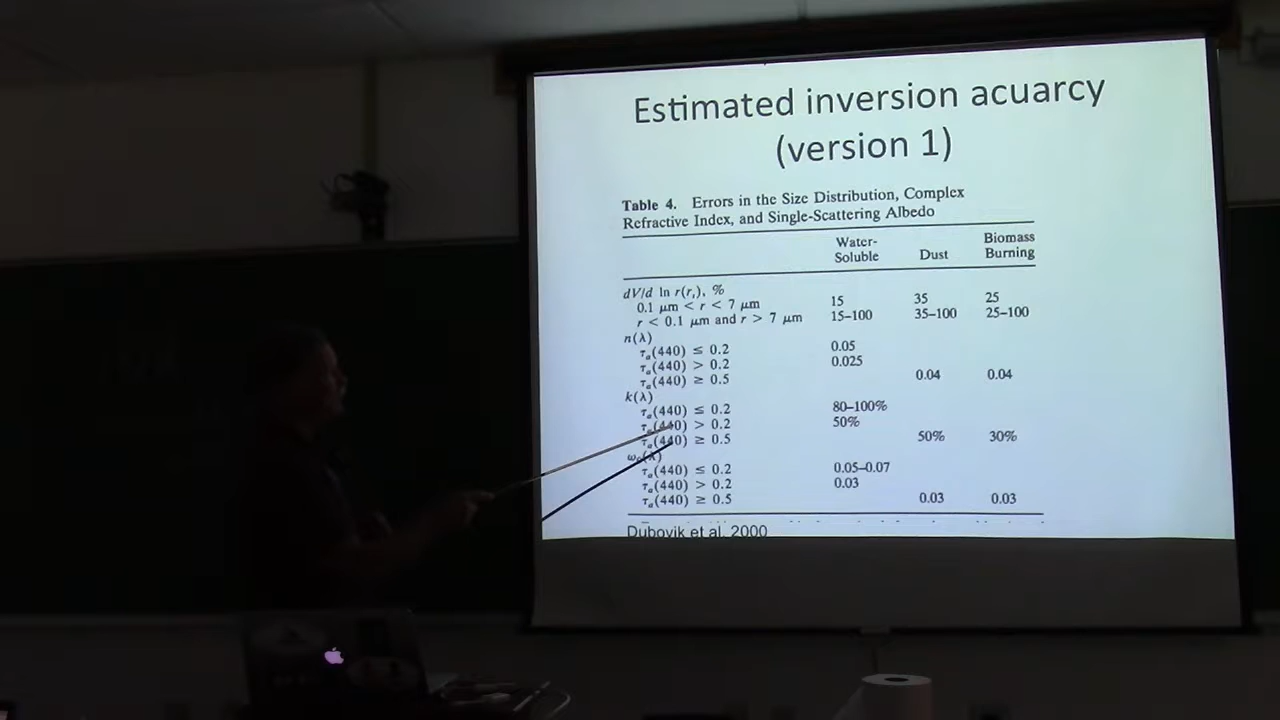 Estimated inversion acuarcy
(version 1)
Table 4. Errors in the Size Distribution, Complex
Refractive Index, and Single-Scattering Albedo
Water-Soluble Dust Biomass Burning
dV/d ln r(rᵢ), %
0.1 μm < r < 7 μm 15 35 25
r < 0.1 μm and r > 7 μm 15–100 35–100 25–100
n(λ)
τₐ(440) ≤ 0.2 0.05
τₐ(440) > 0.2 0.025
τₐ(440) ≥ 0.5 0.04 0.04
k(λ)
τₐ(440) ≤ 0.2 80–100%
τₐ(440) > 0.2 50%
τₐ(440) ≥ 0.5 50% 30%
ω₀(λ)
τₐ(440) ≤ 0.2 0.05–0.07
τₐ(440) > 0.2 0.03
τₐ(440) ≥ 0.5 0.03 0.03
Dubovik et al. 2000